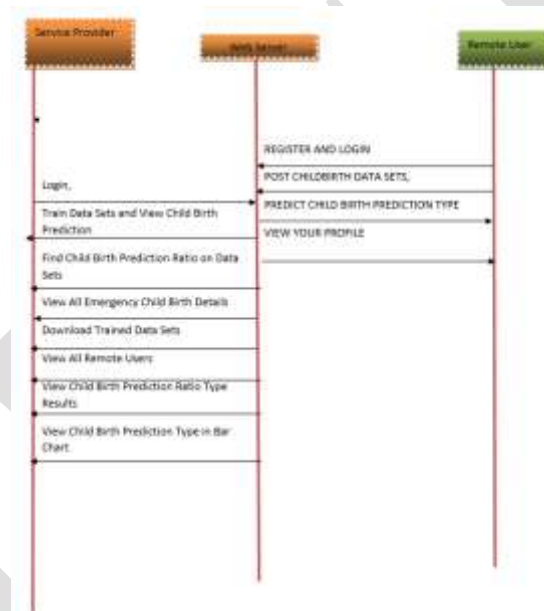 Service Provider
Web Server
Remote User
REGISTER AND LOGIN
POST CHILDBIRTH DATA SETS,
PREDICT CHILD BIRTH PREDICTION TYPE
VIEW YOUR PROFILE
Login,
Train Data Sets and View Child Birth
Prediction
Find Child Birth Prediction Ratio on Data
Sets
View All Emergency Child Birth Details
Download Trained Data Sets
View All Remote Users
View Child Birth Prediction Ratio Type
Results
View Child Birth Prediction Type in Bar
Chart